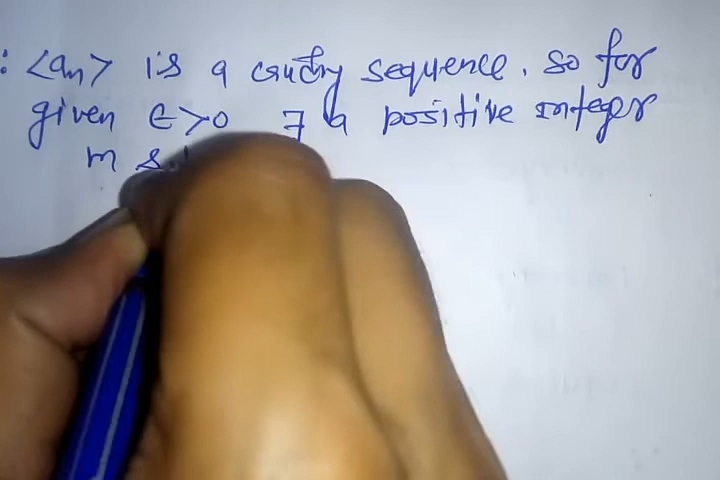 : <an> is a cauchy sequence. so for
given ϵ>0 ∃ a positive integer
m s.t